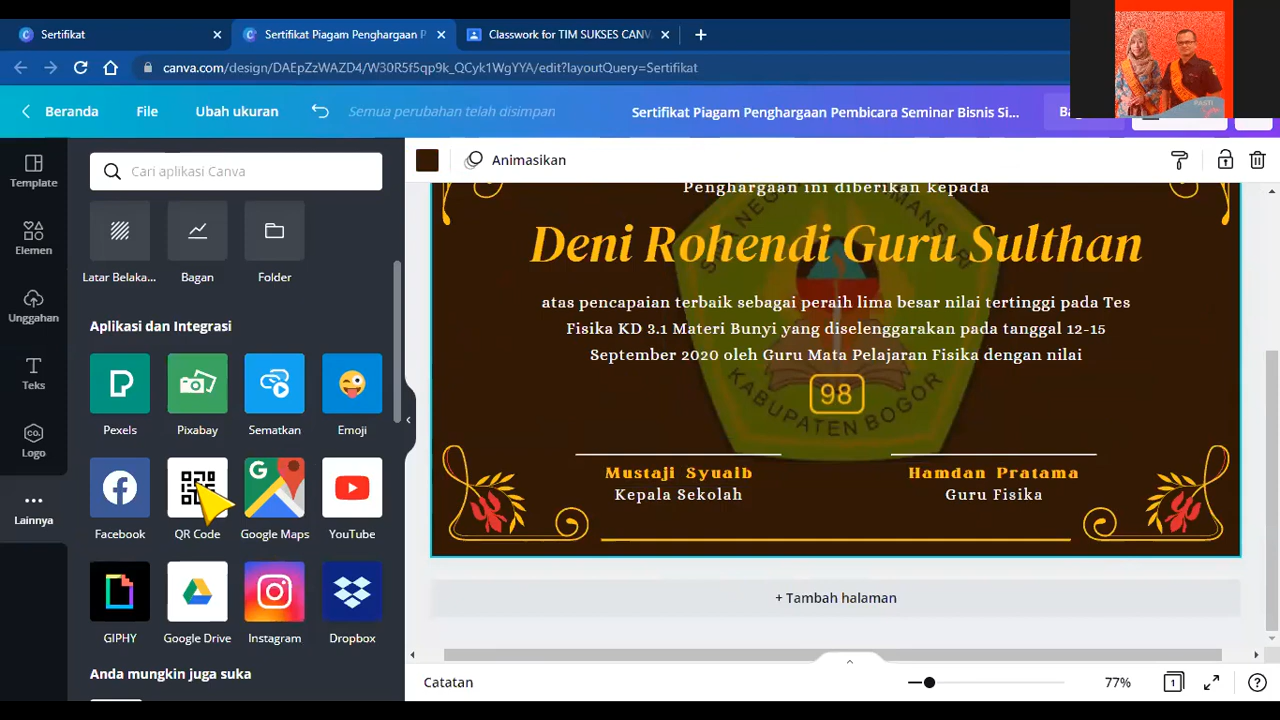 Sertifikat
Sertifikat Piagam Penghargaan P
Classwork for TIM SUKSES CANVA
canva.com/design/DAEpZzWAZD4/W30R5f5qp9k_QCyk1WgYYA/edit?layoutQuery=Sertifikat
Beranda
File
Ubah ukuran
Semua perubahan telah disimpan
Sertifikat Piagam Penghargaan Pembicara Seminar Bisnis Si...
PASTI
Template
Elemen
Unggahan
Teks
CO.
Logo
Lainnya
Cari aplikasi Canva
Latar Belaka...
Bagan
Folder
Aplikasi dan Integrasi
Pexels
Pixabay
Sematkan
Emoji
Facebook
QR Code
Google Maps
YouTube
GIPHY
Google Drive
Instagram
Dropbox
Anda mungkin juga suka
Animasikan
Penghargaan ini diberikan kepada
Deni Rohendi Guru Sulthan
atas pencapaian terbaik sebagai peraih lima besar nilai tertinggi pada Tes
Fisika KD 3.1 Materi Bunyi yang diselenggarakan pada tanggal 12-15
September 2020 oleh Guru Mata Pelajaran Fisika dengan nilai
98
KABUPATEN BOGOR
Mustaji Syuaib
Kepala Sekolah
Hamdan Pratama
Guru Fisika
+ Tambah halaman
Catatan
77%
1